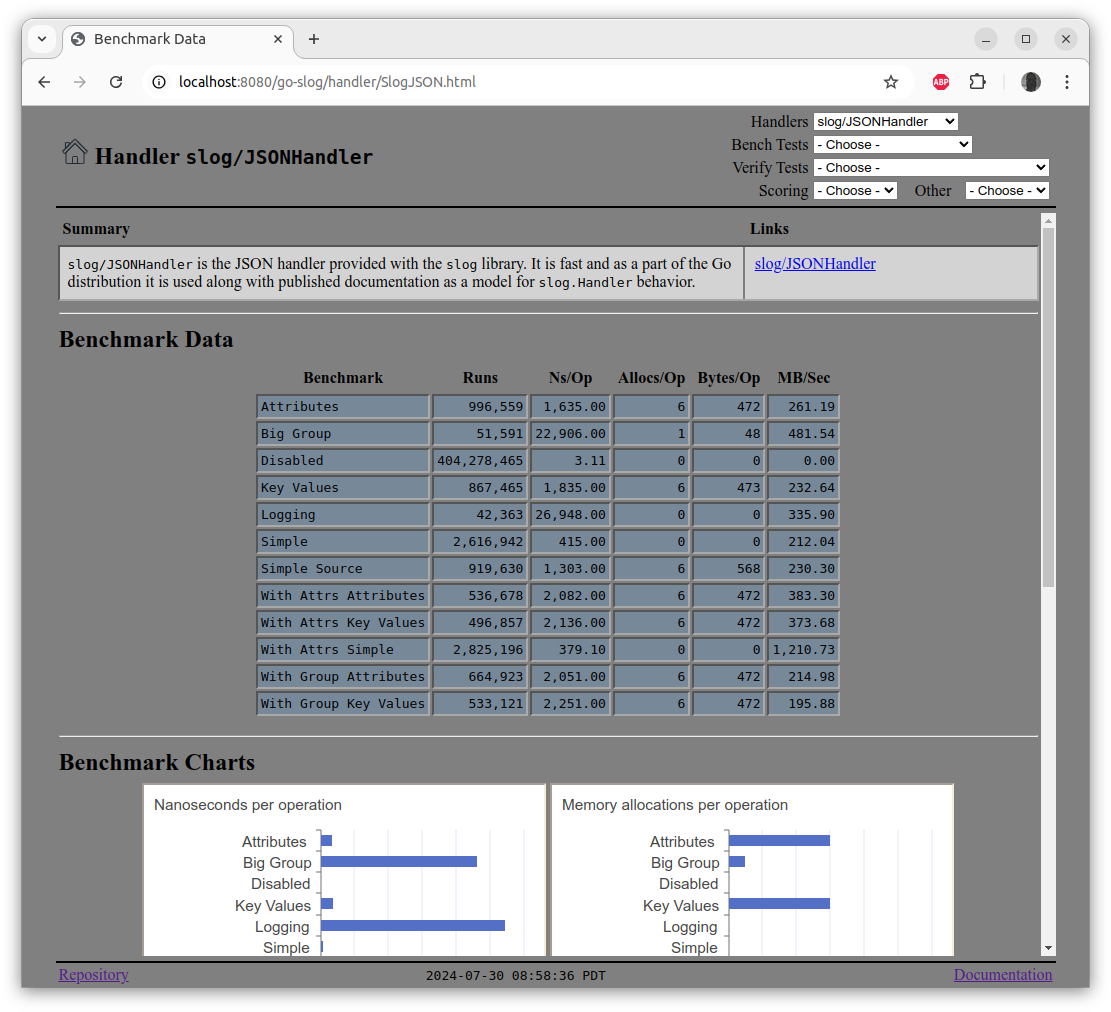 Benchmark Data
localhost:8080/go-slog/handler/SlogJSON.html
ABP
Handler slog/JSONHandler
Handlers slog/JSONHandler
Bench Tests - Choose -
Verify Tests - Choose -
Scoring - Choose - Other - Choose -
Summary Links
slog/JSONHandler is the JSON handler provided with the slog library. It is fast and as a part of the Go
distribution it is used along with published documentation as a model for slog.Handler behavior.
slog/JSONHandler
Benchmark Data
Benchmark Runs Ns/Op Allocs/Op Bytes/Op MB/Sec
Attributes 996,559 1,635.00 6 472 261.19
Big Group 51,591 22,906.00 1 48 481.54
Disabled 404,278,465 3.11 0 0 0.00
Key Values 867,465 1,835.00 6 473 232.64
Logging 42,363 26,948.00 0 0 335.90
Simple 2,616,942 415.00 0 0 212.04
Simple Source 919,630 1,303.00 6 568 230.30
With Attrs Attributes 536,678 2,082.00 6 472 383.30
With Attrs Key Values 496,857 2,136.00 6 472 373.68
With Attrs Simple 2,825,196 379.10 0 0 1,210.73
With Group Attributes 664,923 2,051.00 6 472 214.98
With Group Key Values 533,121 2,251.00 6 472 195.88
Benchmark Charts
Nanoseconds per operation
Attributes
Big Group
Disabled
Key Values
Logging
Simple
Memory allocations per operation
Attributes
Big Group
Disabled
Key Values
Logging
Simple
Repository 2024-07-30 08:58:36 PDT Documentation